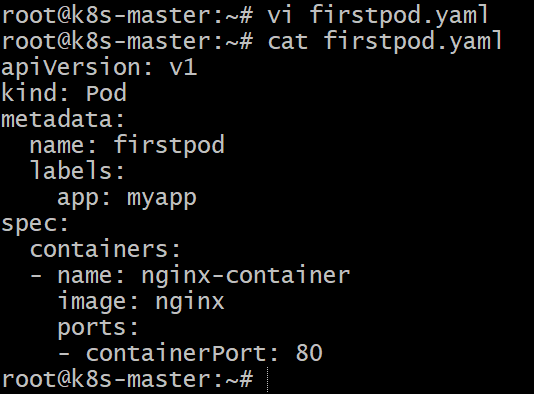 root@k8s-master:~# vi firstpod.yaml
root@k8s-master:~# cat firstpod.yaml
apiVersion: v1
kind: Pod
metadata:
  name: firstpod
  labels:
    app: myapp
spec:
  containers:
  - name: nginx-container
    image: nginx
    ports:
    - containerPort: 80
root@k8s-master:~#